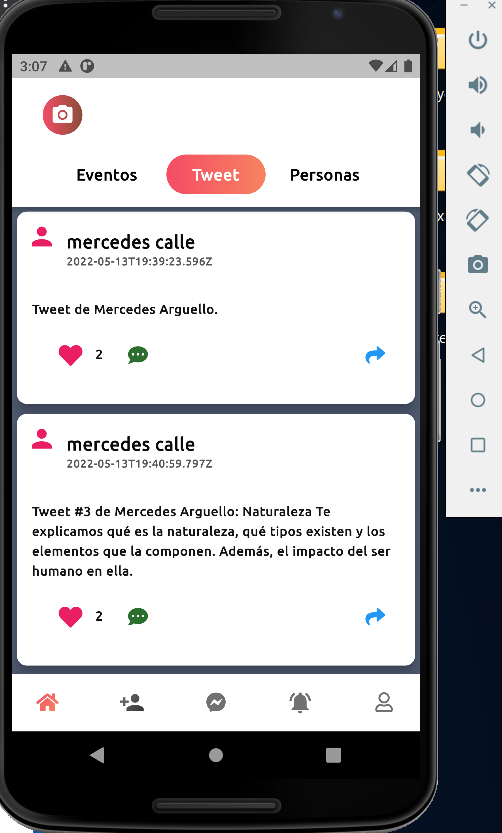 3:07
Eventos Tweet Personas
mercedes calle
2022-05-13T19:39:23.596Z
Tweet de Mercedes Arguello.
2
mercedes calle
2022-05-13T19:40:59.797Z
Tweet #3 de Mercedes Arguello: Naturaleza Te
explicamos qué es la naturaleza, qué tipos existen y los
elementos que la componen. Además, el impacto del ser
humano en ella.
2